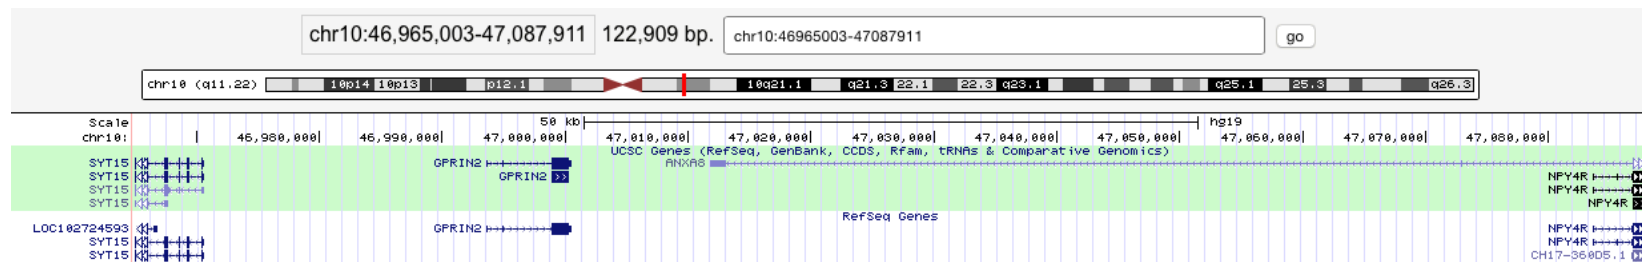 chr10:46,965,003-47,087,911 122,909 bp. chr10:46965003-47087911 go
chr10 (q11.22) 10p14 10p13 p12.1 10q21.1 q21.3 22.1 22.3 q23.1 q25.1 25.3 q26.3
Scale 50 kb hg19
chr10: 46,980,000 46,990,000 47,000,000 47,010,000 47,020,000 47,030,000 47,040,000 47,050,000 47,060,000 47,070,000 47,080,000
UCSC Genes (RefSeq, GenBank, CCDS, Rfam, tRNAs & Comparative Genomics)
SYT15 GPRIN2 ANXA8
SYT15 GPRIN2 NPY4R
SYT15 NPY4R
SYT15 NPY4R
RefSeq Genes
LOC102724593 GPRIN2 NPY4R
SYT15 NPY4R
SYT15 CH17-360D5.1